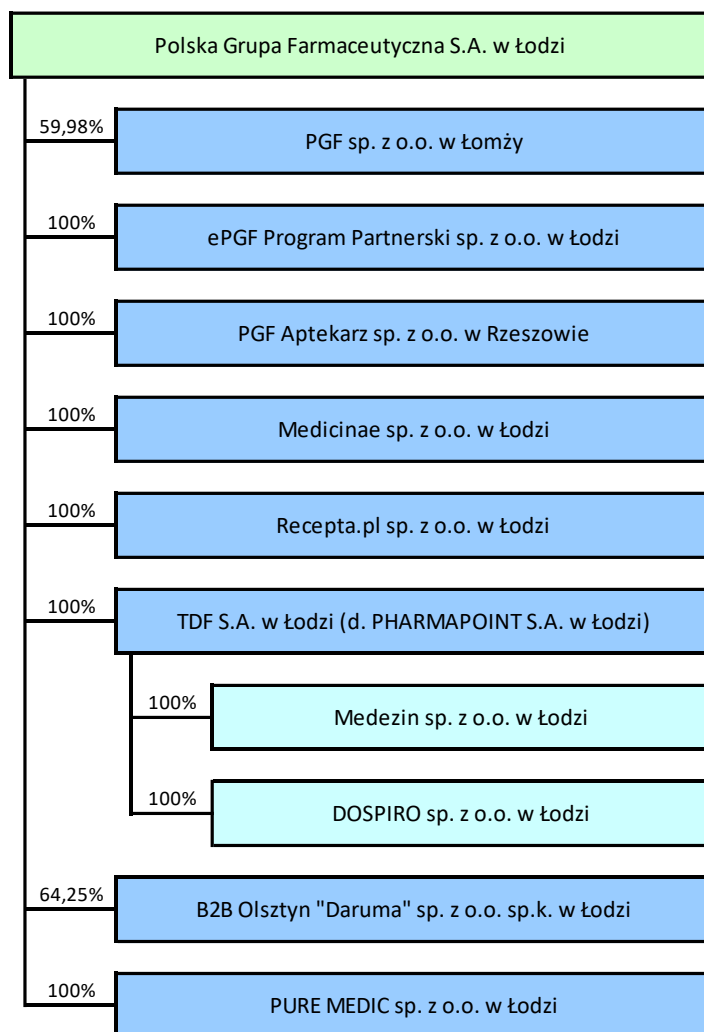 Polska Grupa Farmaceutyczna S.A. w Łodzi
59,98%
PGF sp. z o.o. w Łomży
100%
ePGF Program Partnerski sp. z o.o. w Łodzi
100%
PGF Aptekarz sp. z o.o. w Rzeszowie
100%
Medicinae sp. z o.o. w Łodzi
100%
Recepta.pl sp. z o.o. w Łodzi
100%
TDF S.A. w Łodzi (d. PHARMAPOINT S.A. w Łodzi)
100%
Medezin sp. z o.o. w Łodzi
100%
DOSPIRO sp. z o.o. w Łodzi
64,25%
B2B Olsztyn "Daruma" sp. z o.o. sp.k. w Łodzi
100%
PURE MEDIC sp. z o.o. w Łodzi